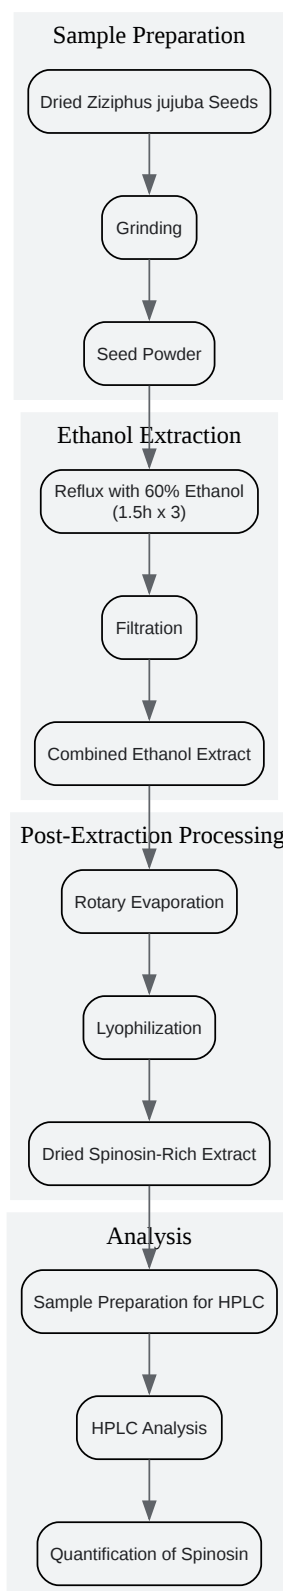 Sample Preparation
Dried Ziziphus jujuba Seeds
Grinding
Seed Powder
Ethanol Extraction
Reflux with 60% Ethanol
(1.5h x 3)
Filtration
Combined Ethanol Extract
Post-Extraction Processing
Rotary Evaporation
Lyophilization
Dried Spinosin-Rich Extract
Analysis
Sample Preparation for HPLC
HPLC Analysis
Quantification of Spinosin